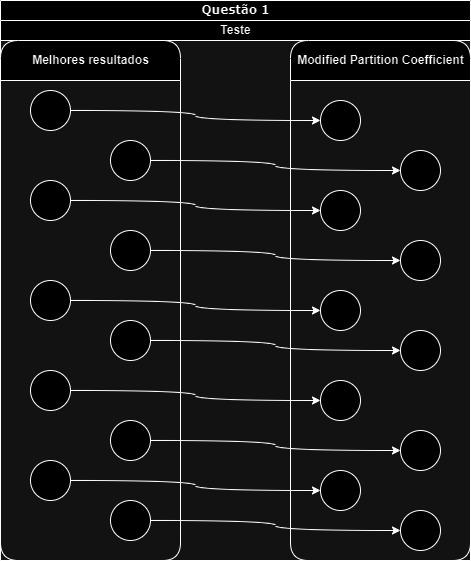 Questão 1
Teste
Melhores resultados
Modified Partition Coefficient